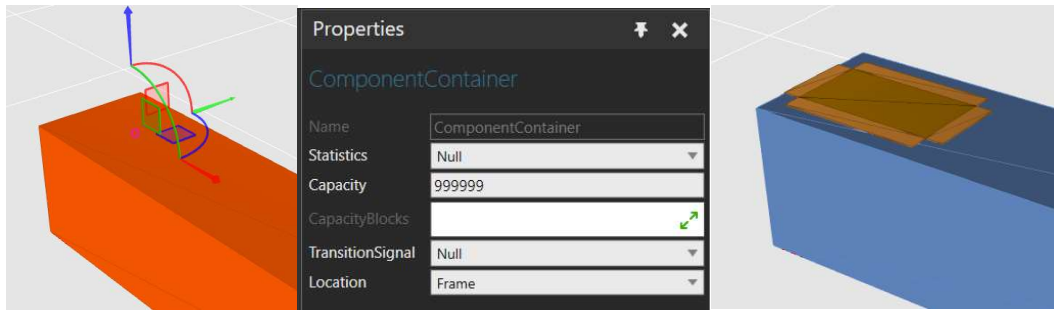 Properties
ComponentContainer
Name ComponentContainer
Statistics Null
Capacity 999999
CapacityBlocks
TransitionSignal Null
Location Frame